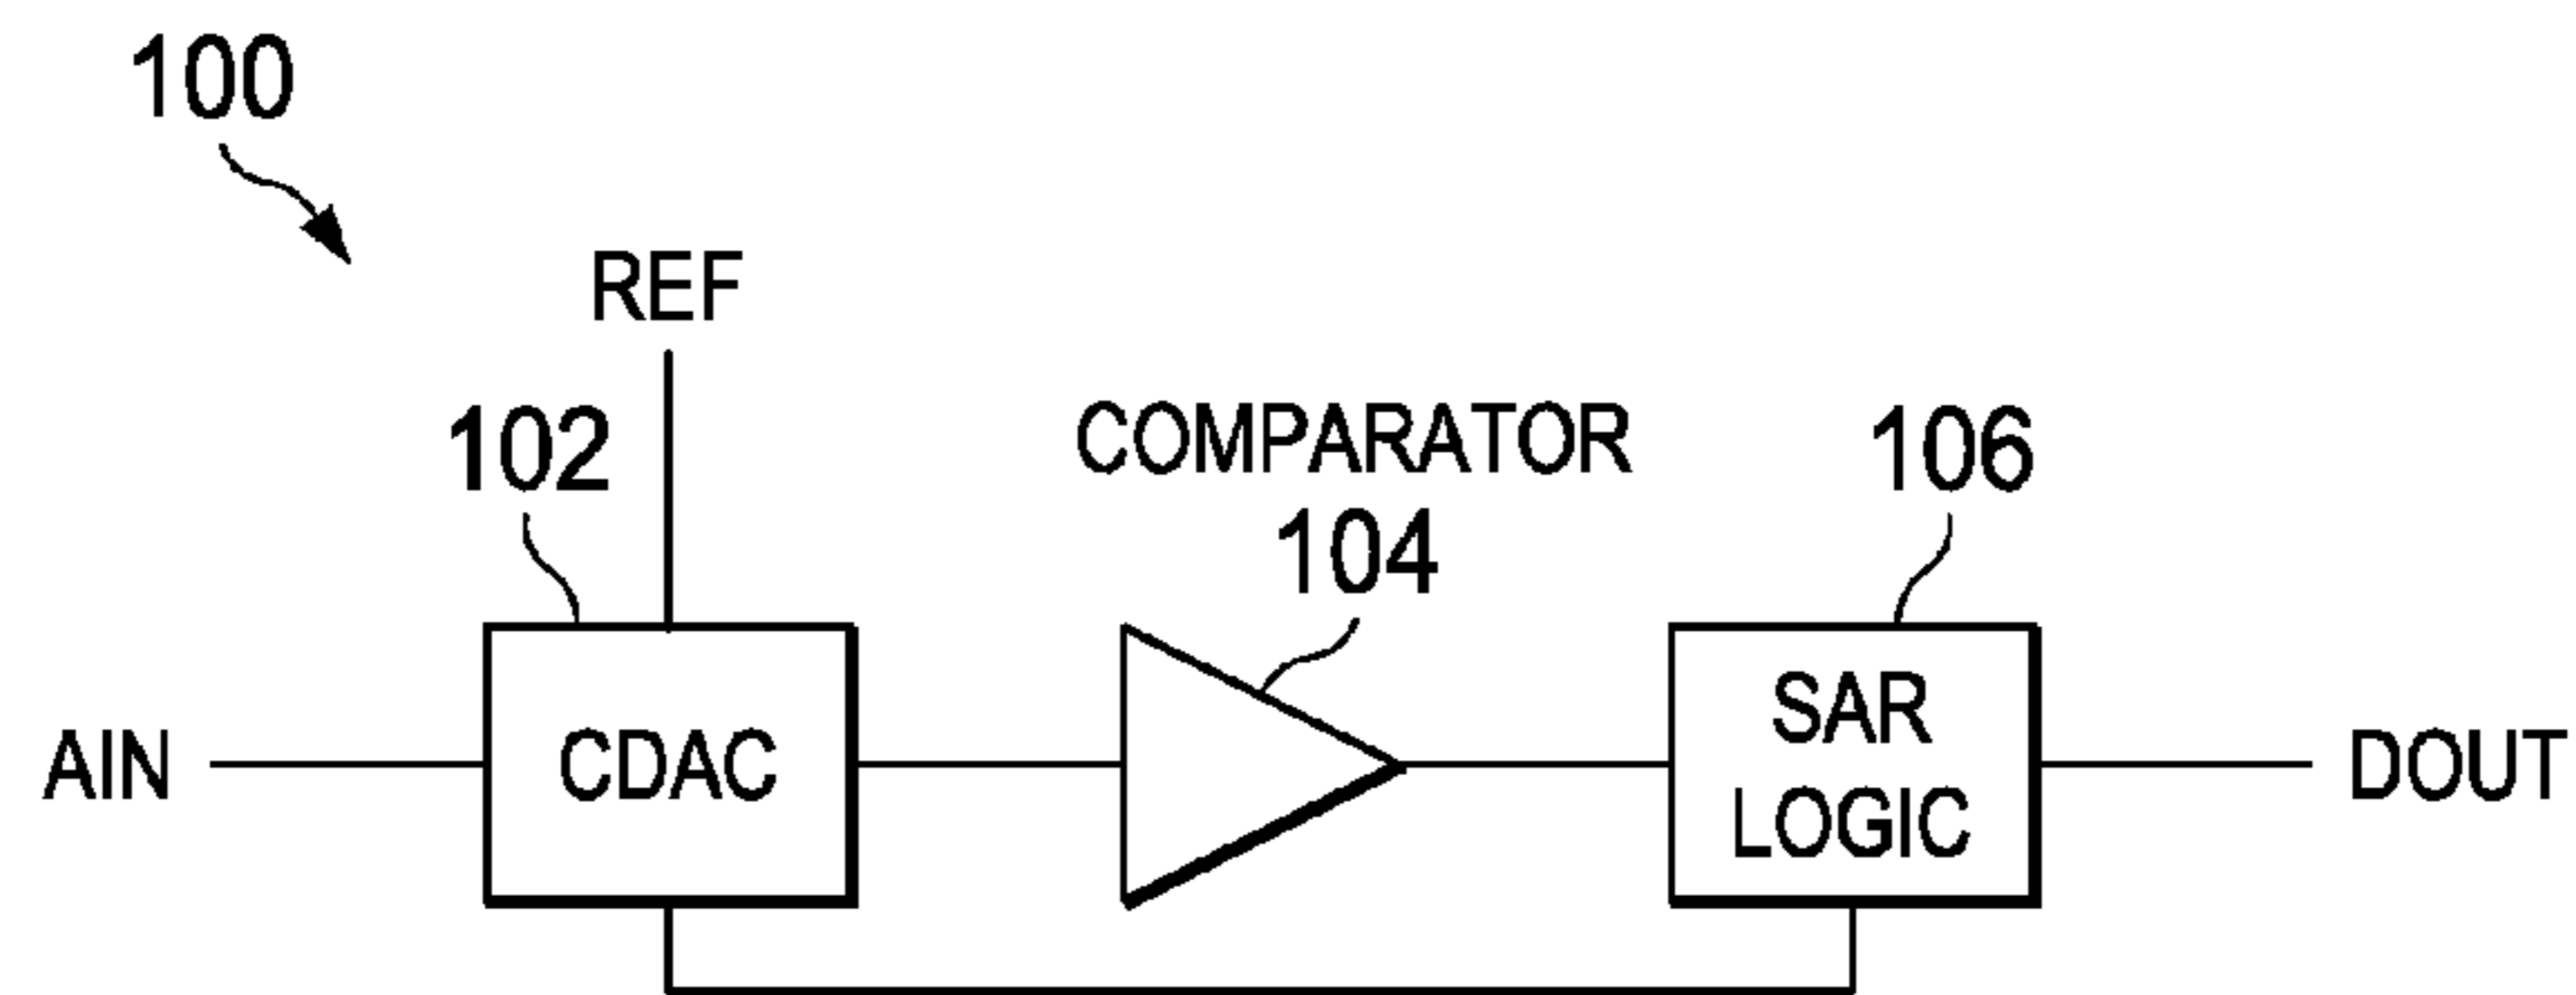 100
REF
102
COMPARATOR
104
106
AIN
CDAC
SAR
LOGIC
DOUT